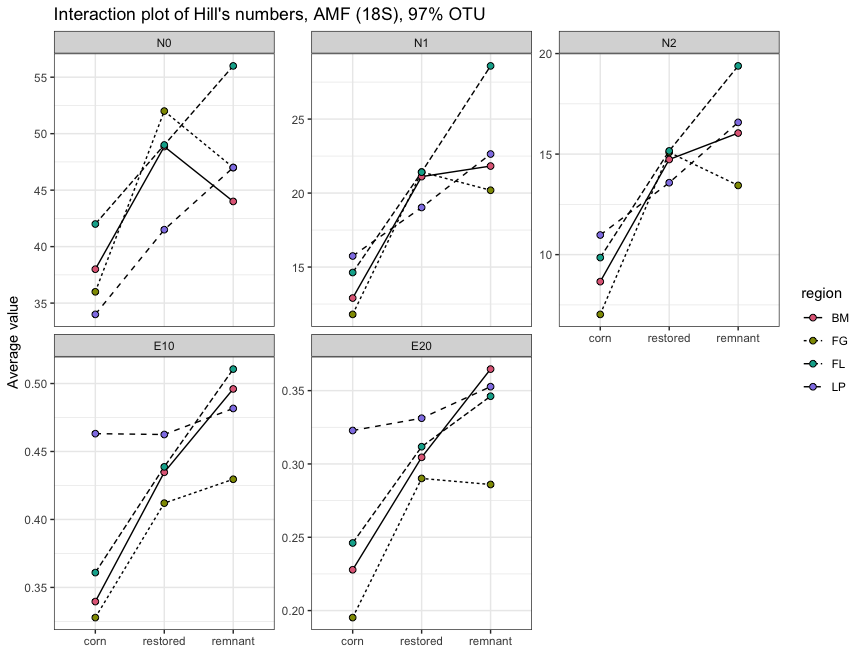 Interaction plot of Hill's numbers, AMF (18S), 97% OTU
N0
N1
N2
55
50
45
40
35
25
20
15
20
15
10
corn restored remnant
Average value
region
BM
FG
FL
LP
E10
E20
0.50
0.45
0.40
0.35
0.35
0.30
0.25
0.20
corn restored remnant
corn restored remnant